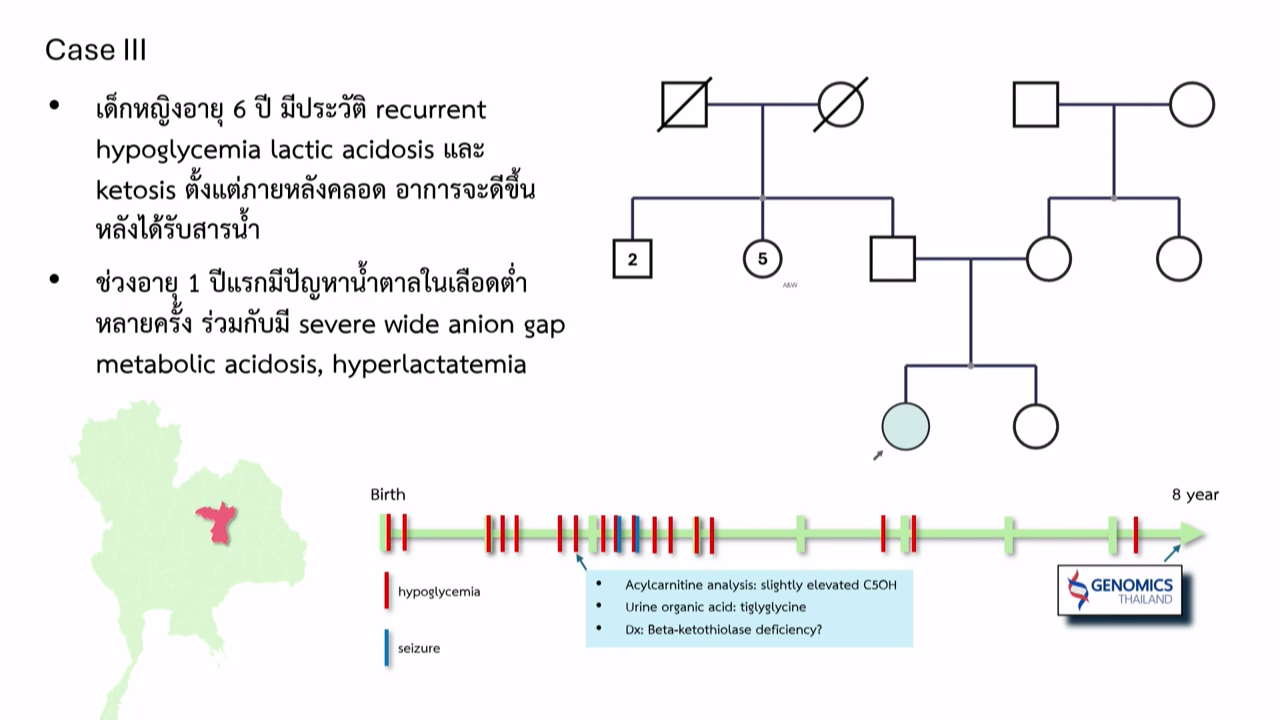 Case III
• เด็กหญิงอายุ 6 ปี มีประวัติ recurrent
hypoglycemia lactic acidosis และ
ketosis ตั้งแต่ภายหลังคลอด อาการจะดีขึ้น
หลังได้รับสารน้ำ
• ช่วงอายุ 1 ปีแรกมีปัญหาน้ำตาลในเลือดต่ำ
หลายครั้ง ร่วมกับมี severe wide anion gap
metabolic acidosis, hyperlactatemia
2
5
A&W
Birth
8 year
hypoglycemia
seizure
• Acylcarnitine analysis: slightly elevated C5OH
• Urine organic acid: tiglyglycine
• Dx: Beta-ketothiolase deficiency?
GENOMICS
THAILAND